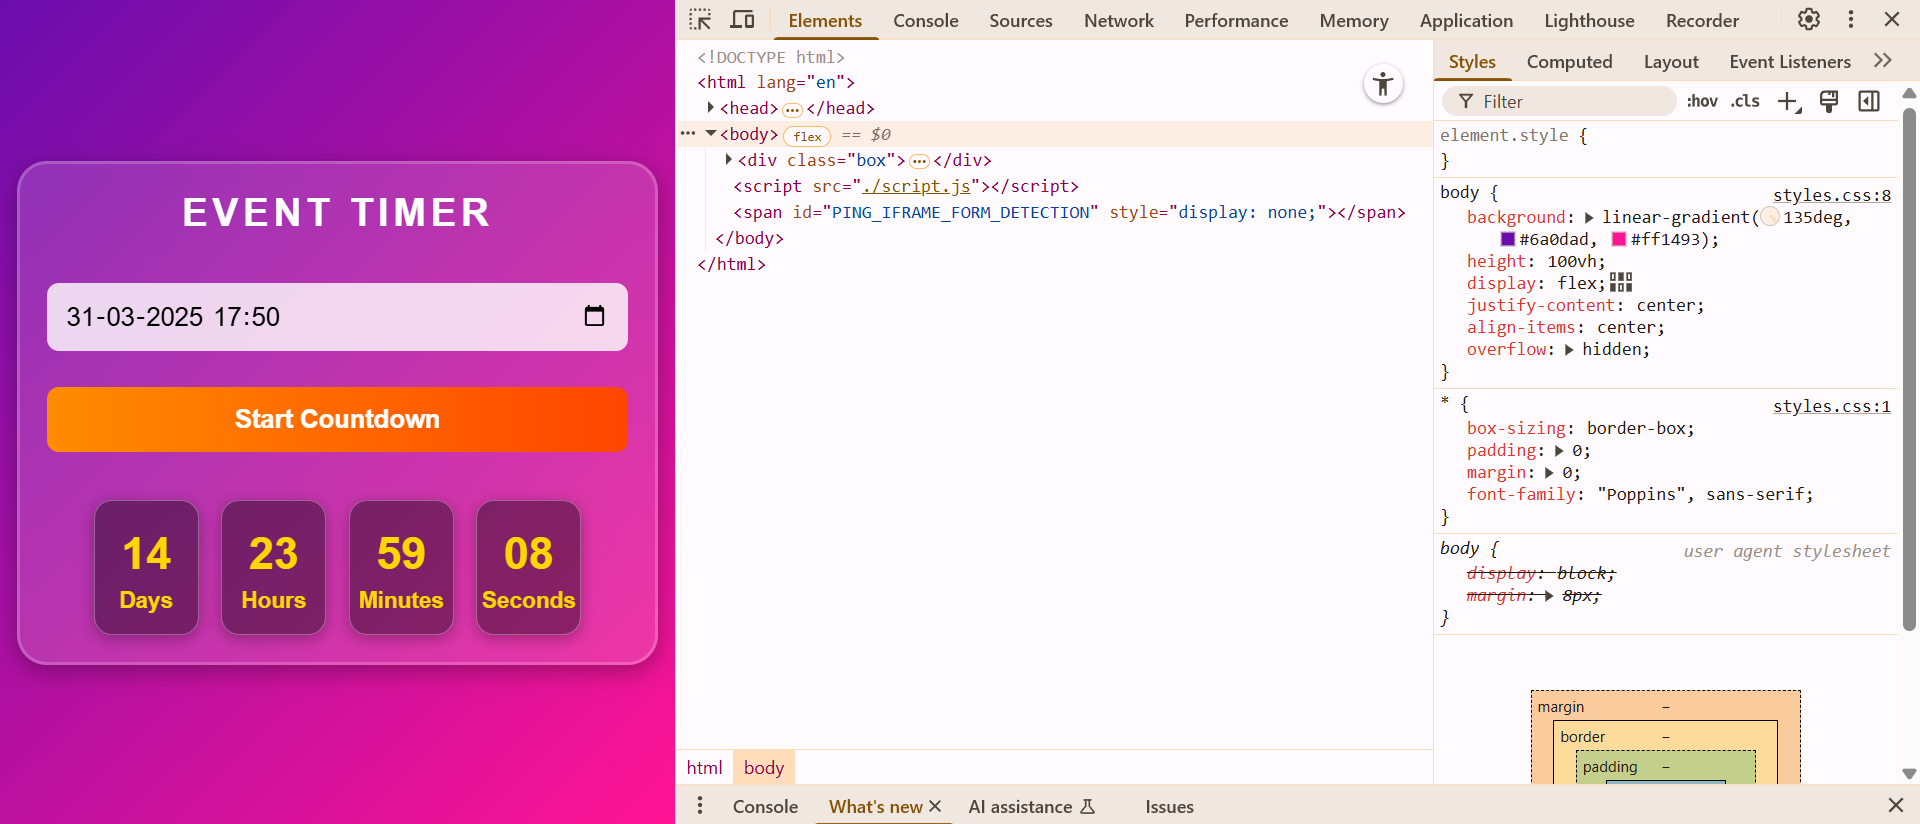 EVENT TIMER
31-03-2025 17:50
Start Countdown
14 23 59 08
Days Hours Minutes Seconds
Elements Console Sources Network Performance Memory Application Lighthouse Recorder
<!DOCTYPE html>
<html lang="en">
<head>…</head>
… <body> flex == $0
<div class="box">…</div>
<script src="./script.js"></script>
<span id="PING_IFRAME_FORM_DETECTION" style="display: none;"></span>
</body>
</html>
html body
Styles Computed Layout Event Listeners
Filter :hov .cls
element.style {
}
body { styles.css:8
background: linear-gradient(135deg,
#6a0dad, #ff1493);
height: 100vh;
display: flex;
justify-content: center;
align-items: center;
overflow: hidden;
}
* { styles.css:1
box-sizing: border-box;
padding: 0;
margin: 0;
font-family: "Poppins", sans-serif;
}
body { user agent stylesheet
display: block;
margin: 8px;
}
margin –
border –
padding –
Console What's new AI assistance Issues